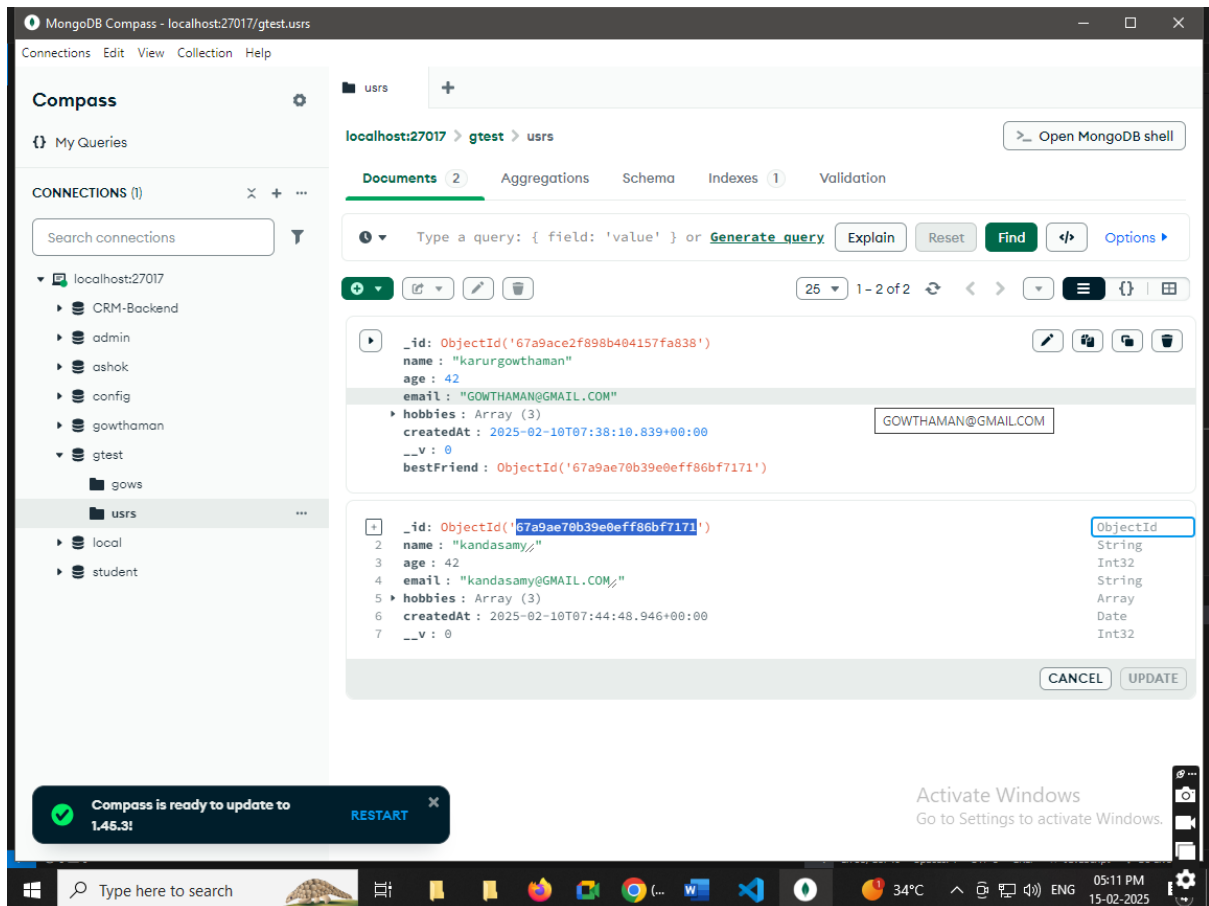 MongoDB Compass - localhost:27017/gtest.usrs
Connections Edit View Collection Help
Compass
{} My Queries
CONNECTIONS (1)
Search connections
localhost:27017
CRM-Backend
admin
ashok
config
gowthaman
gtest
gows
usrs
local
student
usrs
localhost:27017 > gtest > usrs
>_ Open MongoDB shell
Documents 2 Aggregations Schema Indexes 1 Validation
Type a query: { field: 'value' } or Generate query Explain Reset Find </> Options
25 1 – 2 of 2 {}
_id: ObjectId('67a9ace2f898b404157fa838')
name : "karurgowthaman"
age : 42
email : "GOWTHAMAN@GMAIL.COM"
hobbies : Array (3)
createdAt : 2025-02-10T07:38:10.839+00:00
__v : 0
bestFriend : ObjectId('67a9ae70b39e0eff86bf7171')
GOWTHAMAN@GMAIL.COM
_id: ObjectId('67a9ae70b39e0eff86bf7171') ObjectId
2 name : "kandasamy" String
3 age : 42 Int32
4 email : "kandasamy@GMAIL.COM" String
5 hobbies : Array (3) Array
6 createdAt : 2025-02-10T07:44:48.946+00:00 Date
7 __v : 0 Int32
CANCEL UPDATE
Compass is ready to update to
1.45.3!
RESTART
Activate Windows
Go to Settings to activate Windows.
Type here to search
34°C
ENG
05:11 PM
15-02-2025